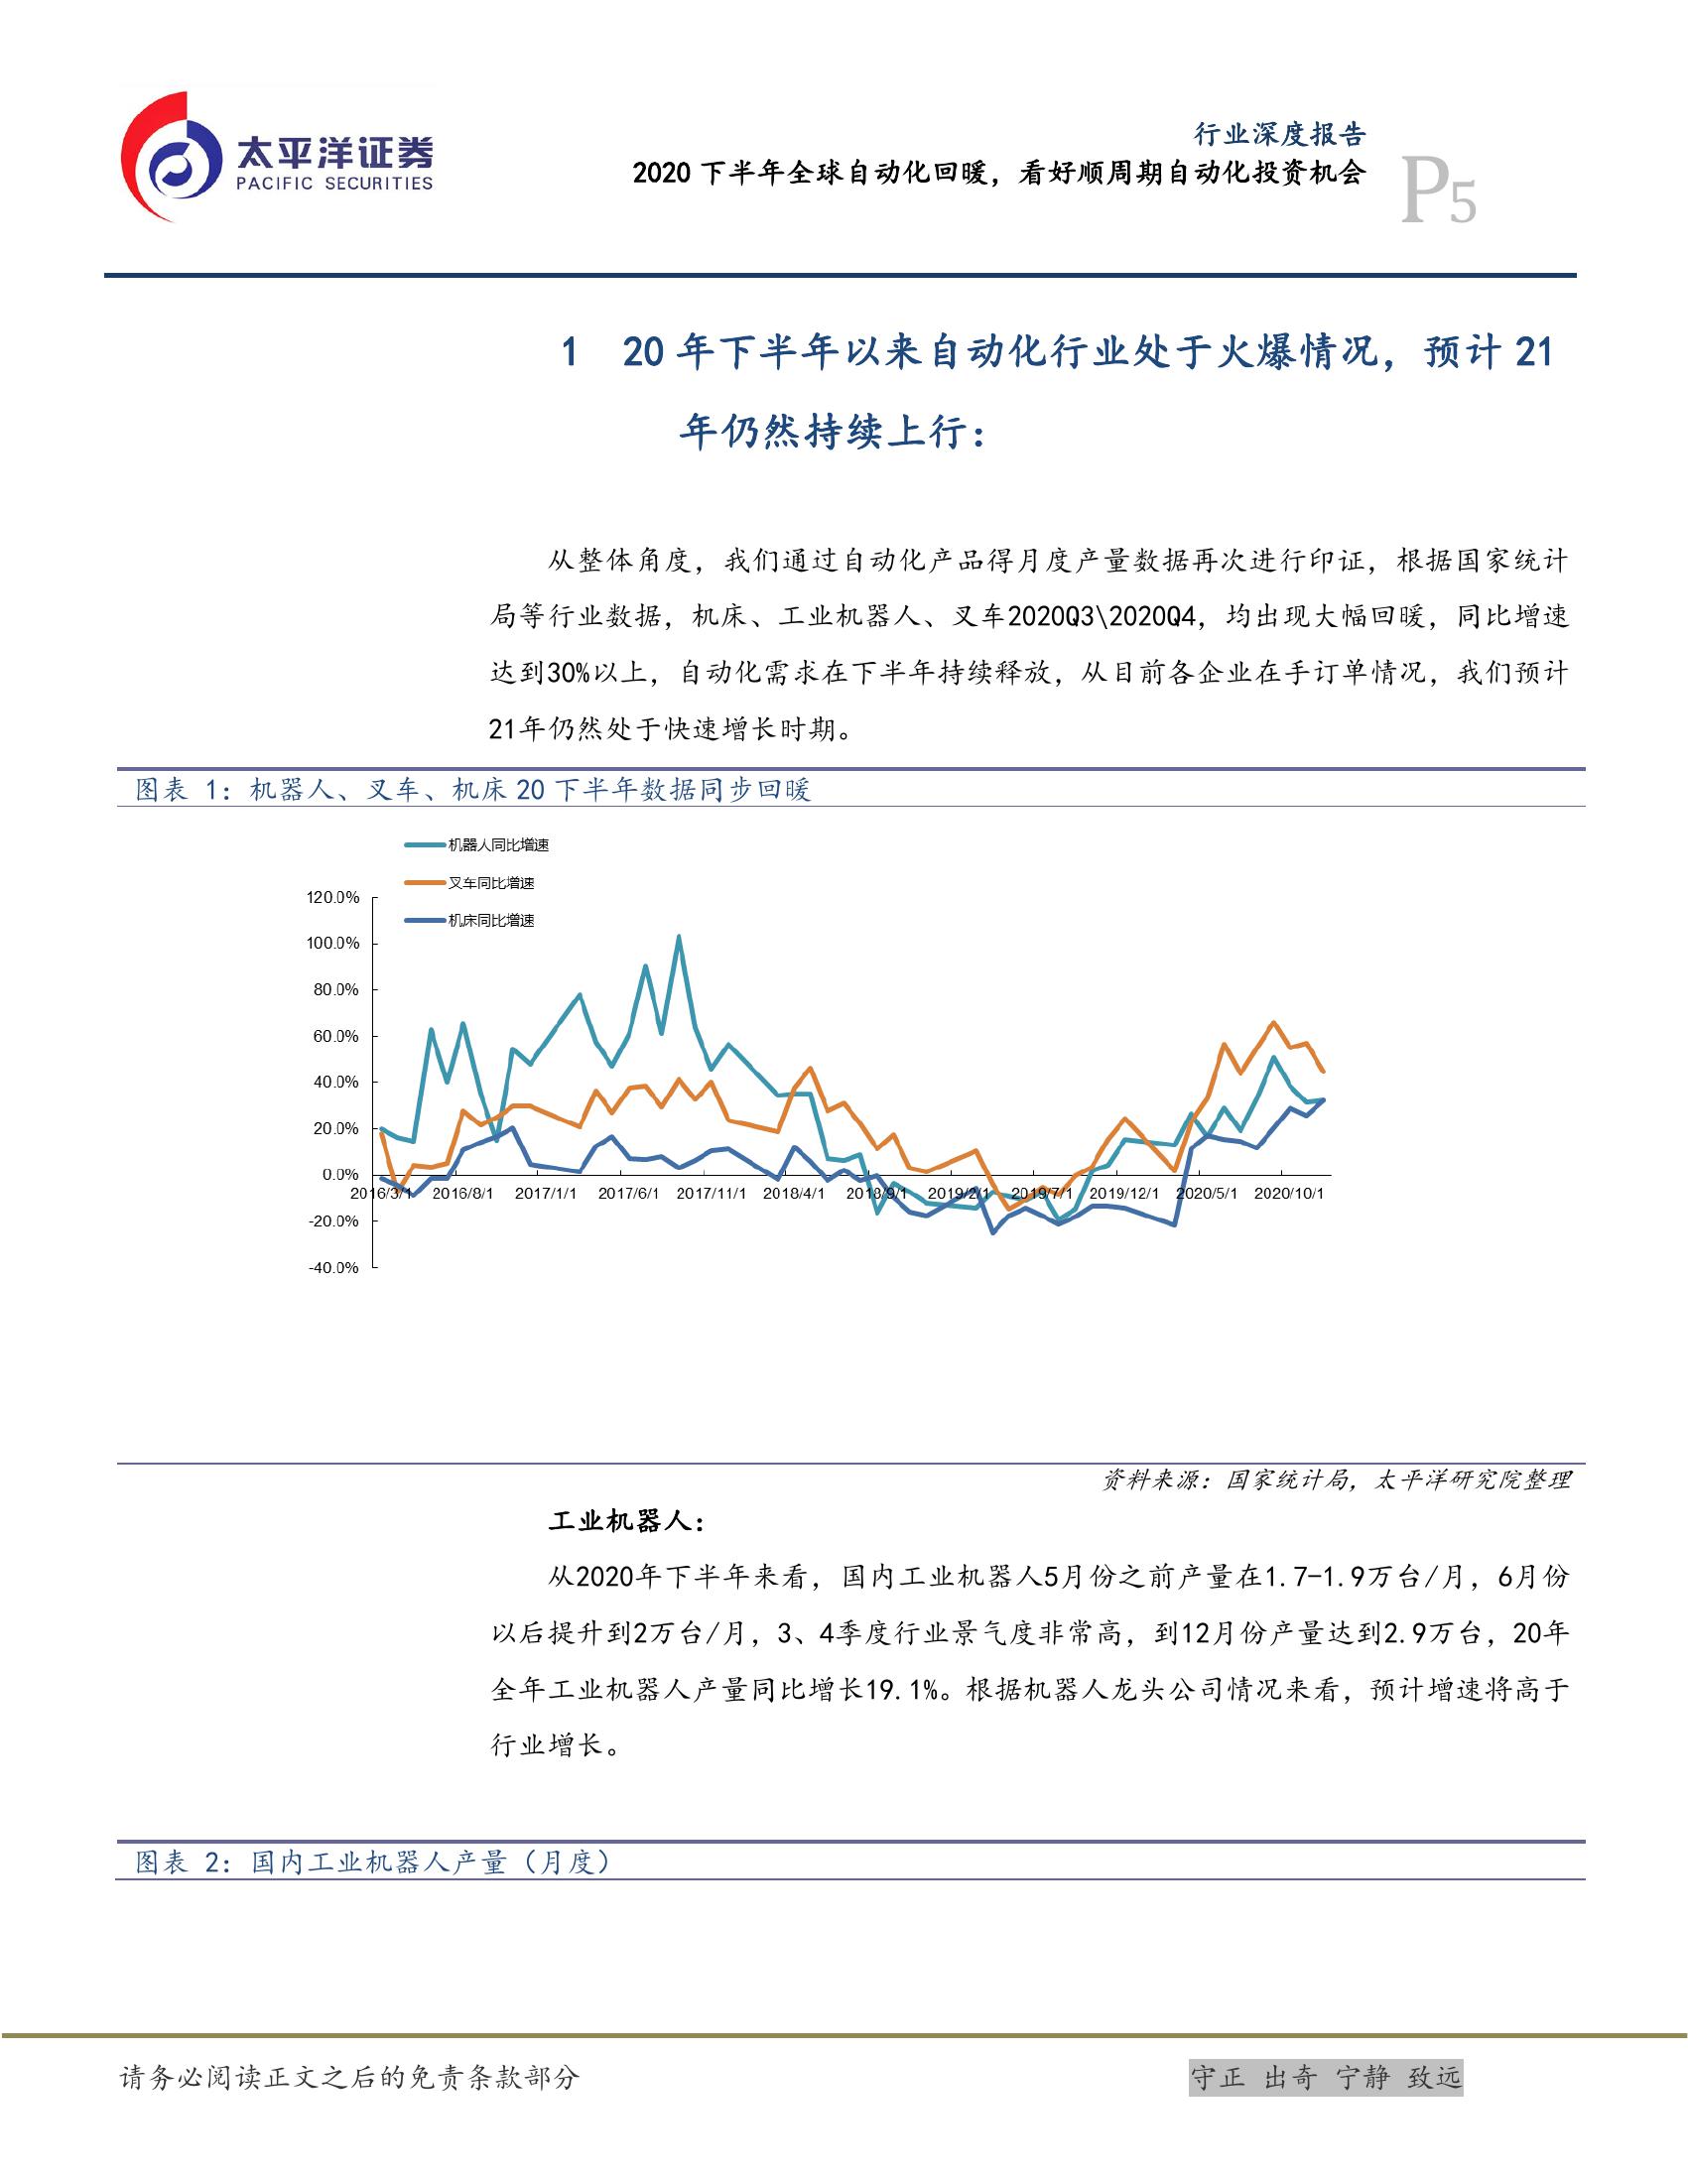 太平洋证券
PACIFIC SECURITIES
行业深度报告
2020 下半年全球自动化回暖，看好顺周期自动化投资机会
P5
1 20 年下半年以来自动化行业处于火爆情况，预计 21
年仍然持续上行：
从整体角度，我们通过自动化产品得月度产量数据再次进行印证，根据国家统计
局等行业数据，机床、工业机器人、叉车2020Q3\2020Q4，均出现大幅回暖，同比增速
达到30%以上，自动化需求在下半年持续释放，从目前各企业在手订单情况，我们预计
21年仍然处于快速增长时期。
图表 1：机器人、叉车、机床 20 下半年数据同步回暖
机器人同比增速
叉车同比增速
机床同比增速
120.0%
100.0%
80.0%
60.0%
40.0%
20.0%
0.0%
-20.0%
-40.0%
2016/3/1 2016/8/1 2017/1/1 2017/6/1 2017/11/1 2018/4/1 2018/9/1 2019/2/1 2019/7/1 2019/12/1 2020/5/1 2020/10/1
资料来源：国家统计局，太平洋研究院整理
工业机器人：
从2020年下半年来看，国内工业机器人5月份之前产量在1.7-1.9万台/月，6月份
以后提升到2万台/月，3、4季度行业景气度非常高，到12月份产量达到2.9万台，20年
全年工业机器人产量同比增长19.1%。根据机器人龙头公司情况来看，预计增速将高于
行业增长。
图表 2：国内工业机器人产量（月度）
请务必阅读正文之后的免责条款部分
守正 出奇 宁静 致远